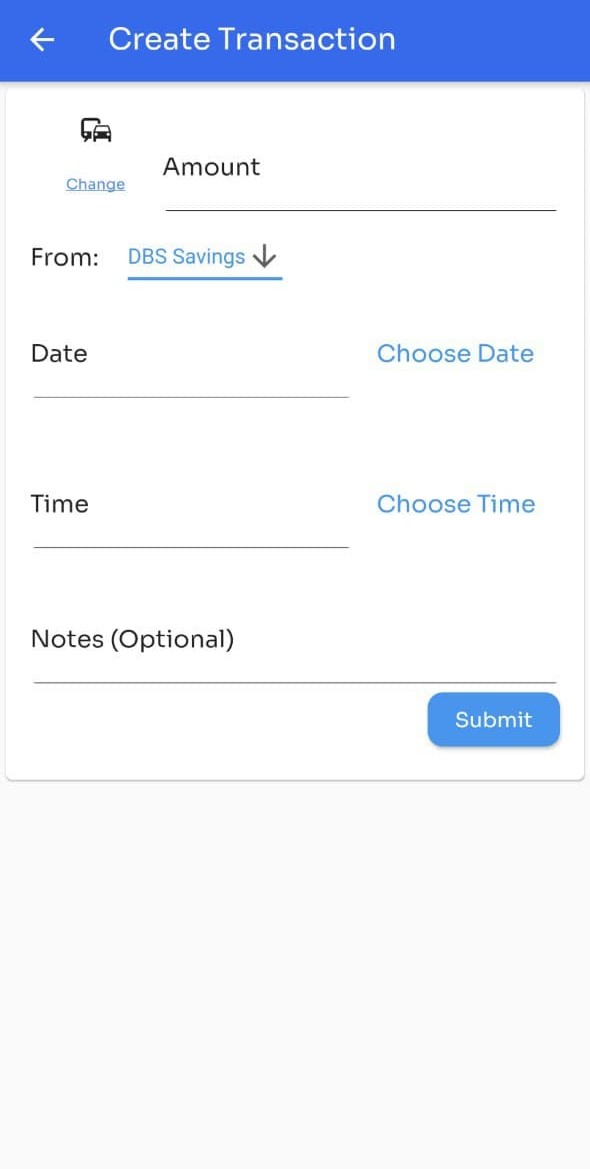 Create Transaction
Amount
Change
From: DBS Savings
Date Choose Date
Time Choose Time
Notes (Optional)
Submit